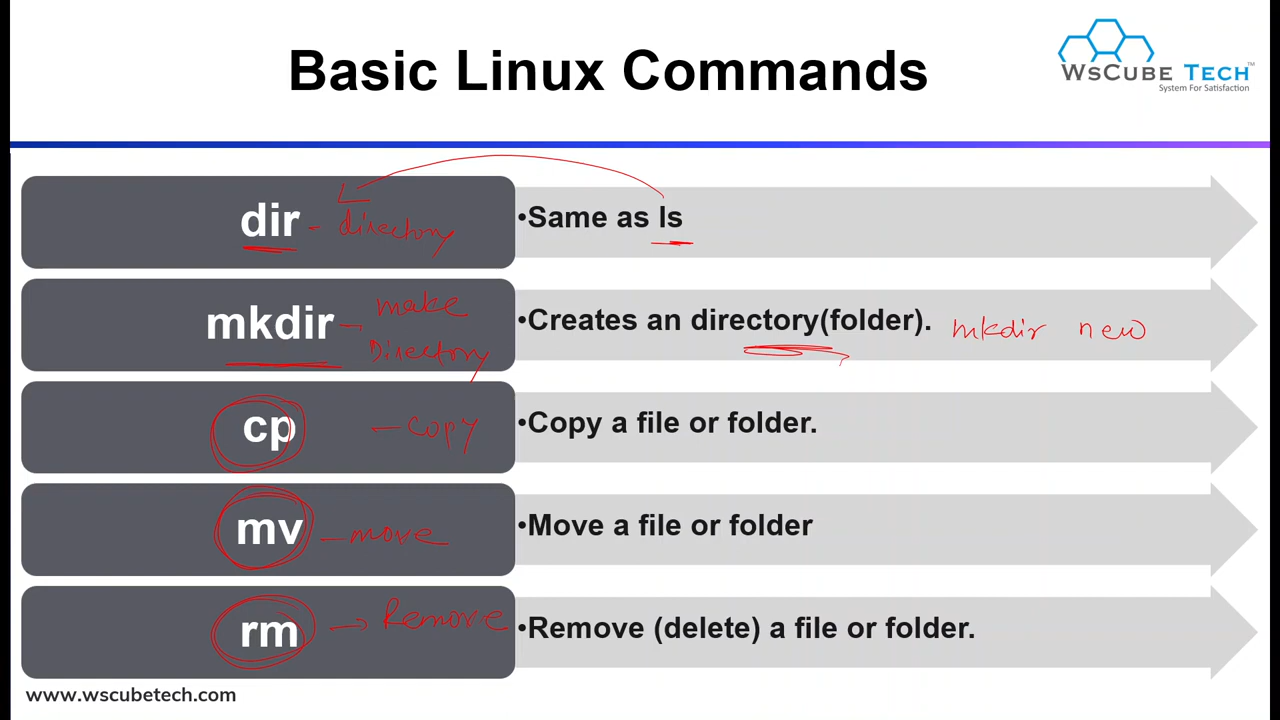 Basic Linux Commands
WsCube Tech™
System For Satisfaction
dir - directory
•Same as ls
mkdir - make
Directory
•Creates an directory(folder). mkdir new
cp - copy
•Copy a file or folder.
mv - move
•Move a file or folder
rm → Remove
•Remove (delete) a file or folder.
www.wscubetech.com